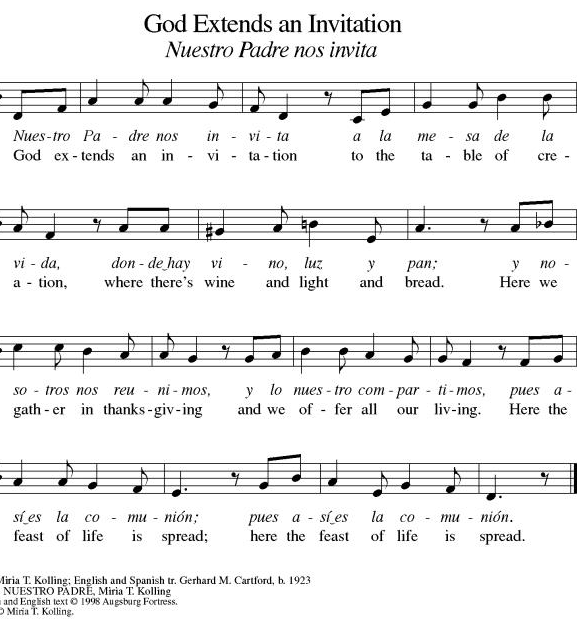 God Extends an Invitation
Nuestro Padre nos invita
Nues - tro Pa - dre nos in - vi - ta a la me - sa de la
God ex - tends an in - vi - ta - tion to the ta - ble of cre -
vi - da, don - de‿hay vi - no, luz y pan; y no -
a - tion, where there's wine and light and bread. Here we
so - tros nos reu - ni - mos, y lo nues - tro com - par - ti - mos, pues a -
gath - er in thanks - giv - ing and we of - fer all our liv - ing. Here the
sí‿es la co - mu - nión; pues a - sí‿es la co - mu - nión.
feast of life is spread; here the feast of life is spread.
Miria T. Kolling; English and Spanish tr. Gerhard M. Cartford, b. 1923
NUESTRO PADRE, Miria T. Kolling
and English text © 1998 Augsburg Fortress.
© Miria T. Kolling.